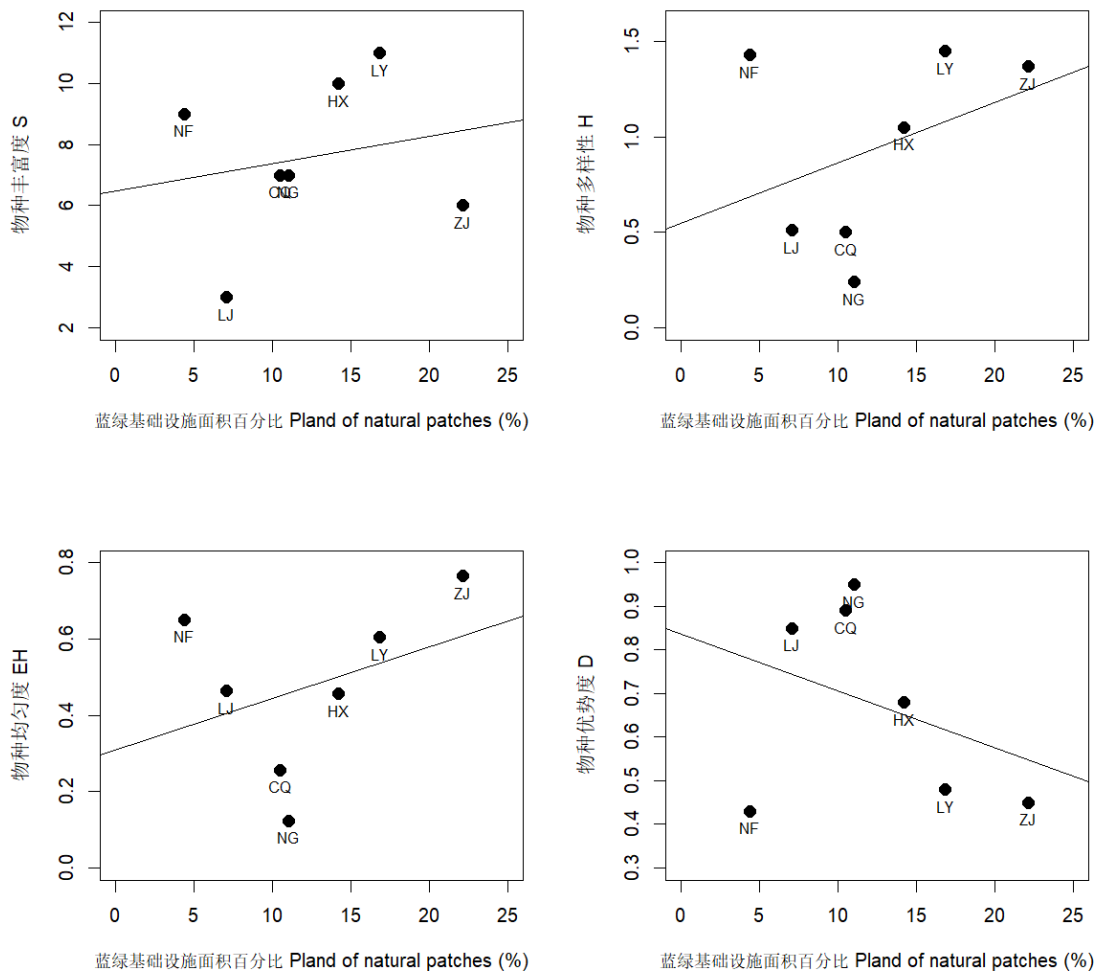 物种丰富度 S
12
10
8
6
4
2
LY
HX
NF
CQ
NG
ZJ
LJ
0 5 10 15 20 25
蓝绿基础设施面积百分比 Pland of natural patches (%)
物种多样性 H
1.5
1.0
0.5
0.0
NF
LY
ZJ
HX
LJ
CQ
NG
0 5 10 15 20 25
蓝绿基础设施面积百分比 Pland of natural patches (%)
物种均匀度 EH
0.8
0.6
0.4
0.2
0.0
ZJ
NF
LY
LJ
HX
CQ
NG
0 5 10 15 20 25
蓝绿基础设施面积百分比 Pland of natural patches (%)
物种优势度 D
1.0
0.9
0.8
0.7
0.6
0.5
0.4
0.3
NG
CQ
LJ
HX
LY
ZJ
NF
0 5 10 15 20 25
蓝绿基础设施面积百分比 Pland of natural patches (%)